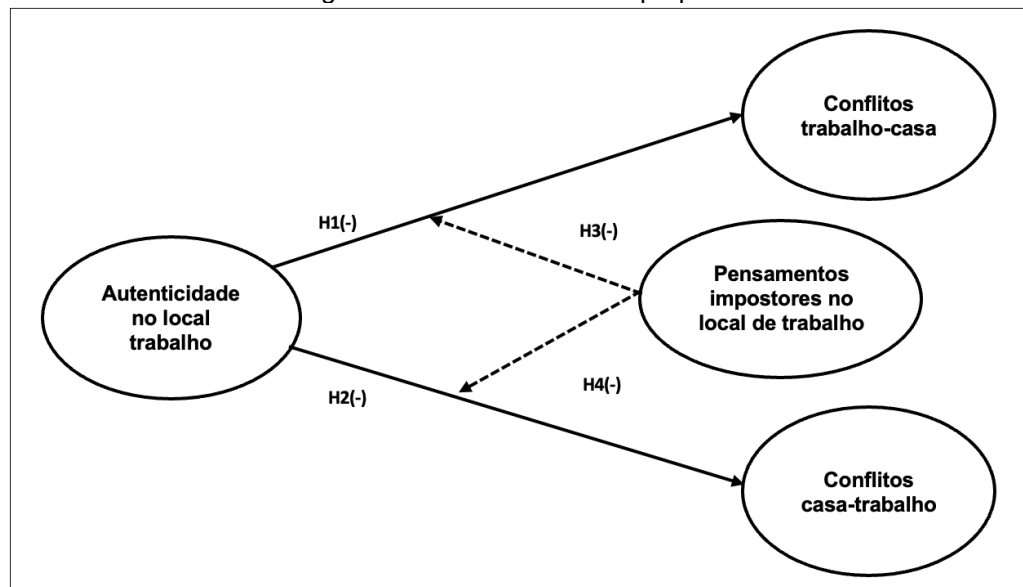 Conflitos
trabalho-casa
H1(-)
H3(-)
Autenticidade
no local
trabalho
Pensamentos
impostores no
local de trabalho
H2(-)
H4(-)
Conflitos
casa-trabalho